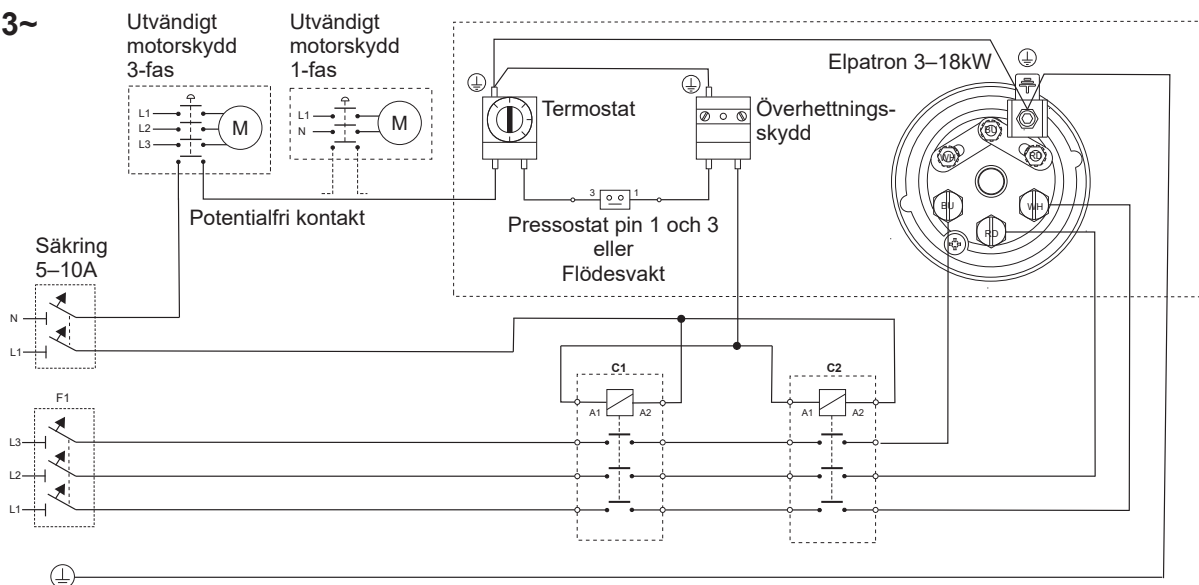 3~
Utvändigt
motorskydd
3-fas
Utvändigt
motorskydd
1-fas
L1
L2
L3
M
L1
N
M
Potentialfri kontakt
Termostat
Överhettnings-
skydd
Elpatron 3–18kW
3 1
Pressostat pin 1 och 3
eller
Flödesvakt
BU
WH
RD
BU
WH
RD
Säkring
5–10A
N
L1
F1
L3
L2
L1
C1
A1 A2
C2
A1 A2